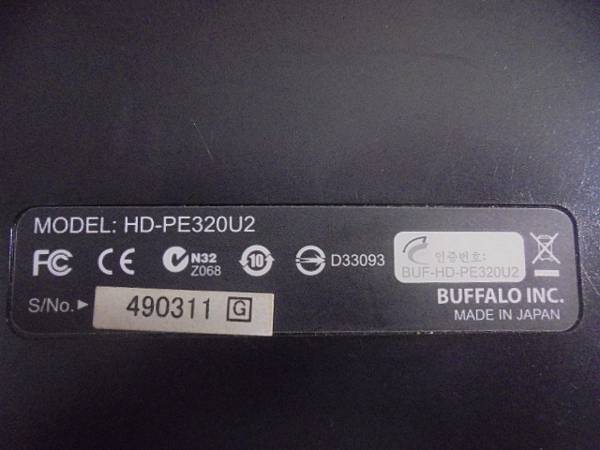 MODEL: HD-PE320U2
FC CE N32 Z068 10 D33093
인증번호:
BUF-HD-PE320U2
S/No.▶ 490311 G
BUFFALO INC.
MADE IN JAPAN